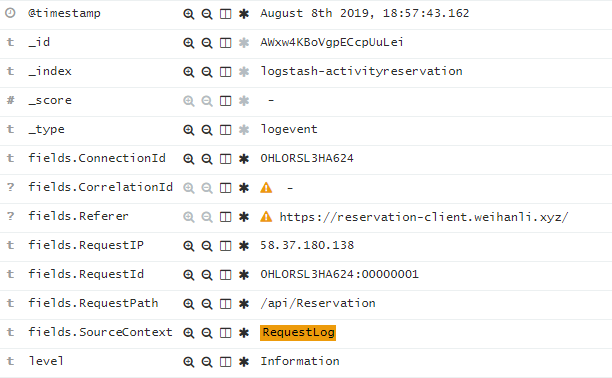 @timestamp August 8th 2019, 18:57:43.162
t _id AWxw4KBoVgpECcpUuLei
t _index logstash-activityreservation
# _score -
t _type logevent
t fields.ConnectionId 0HLORSL3HA624
? fields.CorrelationId -
? fields.Referer https://reservation-client.weihanli.xyz/
t fields.RequestIP 58.37.180.138
t fields.RequestId 0HLORSL3HA624:00000001
t fields.RequestPath /api/Reservation
t fields.SourceContext RequestLog
t level Information